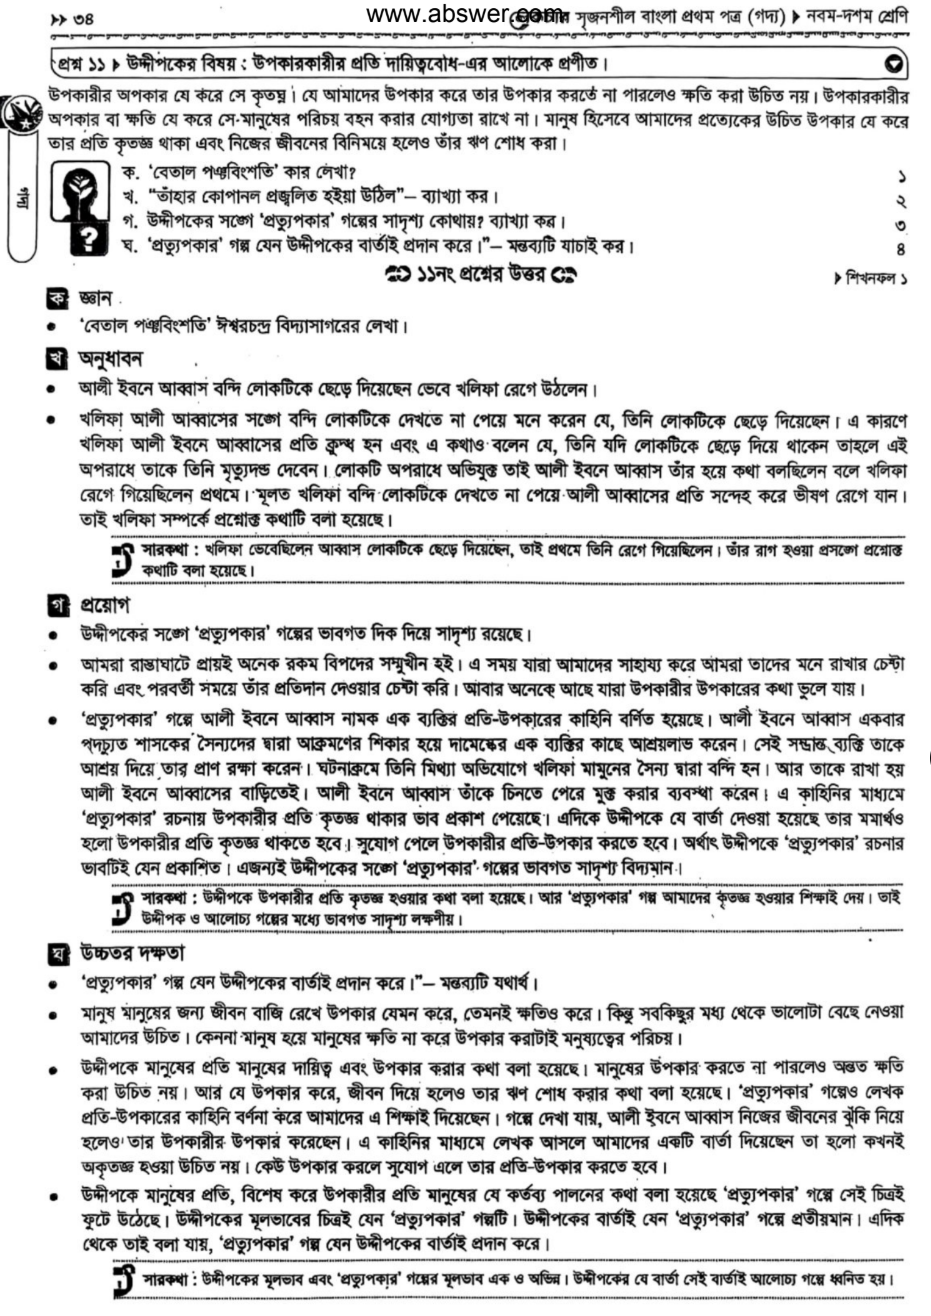 ▶▶ ৩৪ www.abswer.com সৃজনশীল বাংলা প্রথম পত্র (গদ্য) ▶ নবম-দশম শ্রেণি
প্রশ্ন ১১ ▶ উদ্দীপকের বিষয় : উপকারকারীর প্রতি দায়িত্ববোধ-এর আলোকে প্রণীত।
উপকারীর অপকার যে করে সে কৃতঘ্ন। যে আমাদের উপকার করে তার উপকার করতে না পারলেও ক্ষতি করা উচিত নয়। উপকারকারীর
অপকার বা ক্ষতি যে করে সে-মানুষের পরিচয় বহন করার যোগ্যতা রাখে না। মানুষ হিসেবে আমাদের প্রত্যেকের উচিত উপকার যে করে
তার প্রতি কৃতজ্ঞ থাকা এবং নিজের জীবনের বিনিময়ে হলেও তাঁর ঋণ শোধ করা।
গদ্য
ক. ‘বেতাল পঞ্চবিংশতি’ কার লেখা? ১
খ. “তাঁহার কোপানল প্রজ্বলিত হইয়া উঠিল”— ব্যাখ্যা কর। ২
গ. উদ্দীপকের সঙ্গে ‘প্রত্যুপকার’ গল্পের সাদৃশ্য কোথায়? ব্যাখ্যা কর। ৩
ঘ. ‘প্রত্যুপকার’ গল্প যেন উদ্দীপকের বার্তাই প্রদান করে।”— মন্তব্যটি যাচাই কর। ৪
১১নং প্রশ্নের উত্তর ▶ শিখনফল ১
ক জ্ঞান
• ‘বেতাল পঞ্চবিংশতি’ ঈশ্বরচন্দ্র বিদ্যাসাগরের লেখা।
খ অনুধাবন
• আলী ইবনে আব্বাস বন্দি লোকটিকে ছেড়ে দিয়েছেন ভেবে খলিফা রেগে উঠলেন।
• খলিফা আলী আব্বাসের সঙ্গে বন্দি লোকটিকে দেখতে না পেয়ে মনে করেন যে, তিনি লোকটিকে ছেড়ে দিয়েছেন। এ কারণে
খলিফা আলী ইবনে আব্বাসের প্রতি ক্রুদ্ধ হন এবং এ কথাও বলেন যে, তিনি যদি লোকটিকে ছেড়ে দিয়ে থাকেন তাহলে এই
অপরাধে তাকে তিনি মৃত্যুদন্ড দেবেন। লোকটি অপরাধে অভিযুক্ত তাই আলী ইবনে আব্বাস তাঁর হয়ে কথা বলছিলেন বলে খলিফা
রেগে গিয়েছিলেন প্রথমে। মূলত খলিফা বন্দি লোকটিকে দেখতে না পেয়ে আলী আব্বাসের প্রতি সন্দেহ করে ভীষণ রেগে যান।
তাই খলিফা সম্পর্কে প্রশ্নোক্ত কথাটি বলা হয়েছে।
সারকথা : খলিফা ভেবেছিলেন আব্বাস লোকটিকে ছেড়ে দিয়েছেন, তাই প্রথমে তিনি রেগে গিয়েছিলেন। তাঁর রাগ হওয়া প্রসঙ্গে প্রশ্নোক্ত
কথাটি বলা হয়েছে।
গ প্রয়োগ
• উদ্দীপকের সঙ্গে ‘প্রত্যুপকার’ গল্পের ভাবগত দিক দিয়ে সাদৃশ্য রয়েছে।
• আমরা রাস্তাঘাটে প্রায়ই অনেক রকম বিপদের সম্মুখীন হই। এ সময় যারা আমাদের সাহায্য করে আমরা তাদের মনে রাখার চেষ্টা
করি এবং পরবর্তী সময়ে তাঁর প্রতিদান দেওয়ার চেষ্টা করি। আবার অনেকে আছে যারা উপকারীর উপকারের কথা ভুলে যায়।
• ‘প্রত্যুপকার’ গল্পে আলী ইবনে আব্বাস নামক এক ব্যক্তির প্রতি-উপকারের কাহিনি বর্ণিত হয়েছে। আলী ইবনে আব্বাস একবার
পদচ্যুত শাসকের সৈন্যদের দ্বারা আক্রমণের শিকার হয়ে দামেস্কের এক ব্যক্তির কাছে আশ্রয়লাভ করেন। সেই সম্ভ্রান্ত ব্যক্তি তাকে
আশ্রয় দিয়ে তার প্রাণ রক্ষা করেন। ঘটনাক্রমে তিনি মিথ্যা অভিযোগে খলিফা মামুনের সৈন্য দ্বারা বন্দি হন। আর তাকে রাখা হয়
আলী ইবনে আব্বাসের বাড়িতেই। আলী ইবনে আব্বাস তাঁকে চিনতে পেরে মুক্ত করার ব্যবস্থা করেন। এ কাহিনির মাধ্যমে
‘প্রত্যুপকার’ রচনায় উপকারীর প্রতি কৃতজ্ঞ থাকার ভাব প্রকাশ পেয়েছে। এদিকে উদ্দীপকে যে বার্তা দেওয়া হয়েছে তার মমার্থও
হলো উপকারীর প্রতি কৃতজ্ঞ থাকতে হবে। সুযোগ পেলে উপকারীর প্রতি-উপকার করতে হবে। অর্থাৎ উদ্দীপকে ‘প্রত্যুপকার’ রচনার
ভাবটিই যেন প্রকাশিত। এজন্যই উদ্দীপকের সঙ্গে ‘প্রত্যুপকার’ গল্পের ভাবগত সাদৃশ্য বিদ্যমান।
সারকথা : উদ্দীপকে উপকারীর প্রতি কৃতজ্ঞ হওয়ার কথা বলা হয়েছে। আর ‘প্রত্যুপকার’ গল্প আমাদের কৃতজ্ঞ হওয়ার শিক্ষাই দেয়। তাই
উদ্দীপক ও আলোচ্য গল্পের মধ্যে ভাবগত সাদৃশ্য লক্ষণীয়।
ঘ উচ্চতর দক্ষতা
• ‘প্রত্যুপকার’ গল্প যেন উদ্দীপকের বার্তাই প্রদান করে।”— মন্তব্যটি যথার্থ।
• মানুষ মানুষের জন্য জীবন বাজি রেখে উপকার যেমন করে, তেমনই ক্ষতিও করে। কিন্তু সবকিছুর মধ্য থেকে ভালোটা বেছে নেওয়া
আমাদের উচিত। কেননা মানুষ হয়ে মানুষের ক্ষতি না করে উপকার করাটাই মনুষ্যত্বের পরিচয়।
• উদ্দীপকে মানুষের প্রতি মানুষের দায়িত্ব এবং উপকার করার কথা বলা হয়েছে। মানুষের উপকার করতে না পারলেও অন্তত ক্ষতি
করা উচিত নয়। আর যে উপকার করে, জীবন দিয়ে হলেও তার ঋণ শোধ করার কথা বলা হয়েছে। ‘প্রত্যুপকার’ গল্পেও লেখক
প্রতি-উপকারের কাহিনি বর্ণনা করে আমাদের এ শিক্ষাই দিয়েছেন। গল্পে দেখা যায়, আলী ইবনে আব্বাস নিজের জীবনের ঝুঁকি নিয়ে
হলেও তার উপকারীর উপকার করেছেন। এ কাহিনির মাধ্যমে লেখক আসলে আমাদের একটি বার্তা দিয়েছেন তা হলো কখনই
অকৃতজ্ঞ হওয়া উচিত নয়। কেউ উপকার করলে সুযোগ এলে তার প্রতি-উপকার করতে হবে।
• উদ্দীপকে মানুষের প্রতি, বিশেষ করে উপকারীর প্রতি মানুষের যে কর্তব্য পালনের কথা বলা হয়েছে ‘প্রত্যুপকার’ গল্পে সেই চিত্রই
ফুটে উঠেছে। উদ্দীপকের মূলভাবের চিত্রই যেন ‘প্রত্যুপকার’ গল্পটি। উদ্দীপকের বার্তাই যেন ‘প্রত্যুপকার’ গল্পে প্রতীয়মান। এদিক
থেকে তাই বলা যায়, ‘প্রত্যুপকার’ গল্প যেন উদ্দীপকের বার্তাই প্রদান করে।
সারকথা : উদ্দীপকের মূলভাব এবং ‘প্রত্যুপকার’ গল্পের মূলভাব এক ও অভিন্ন। উদ্দীপকের যে বার্তা সেই বার্তাই আলোচ্য গল্পে ধ্বনিত হয়।